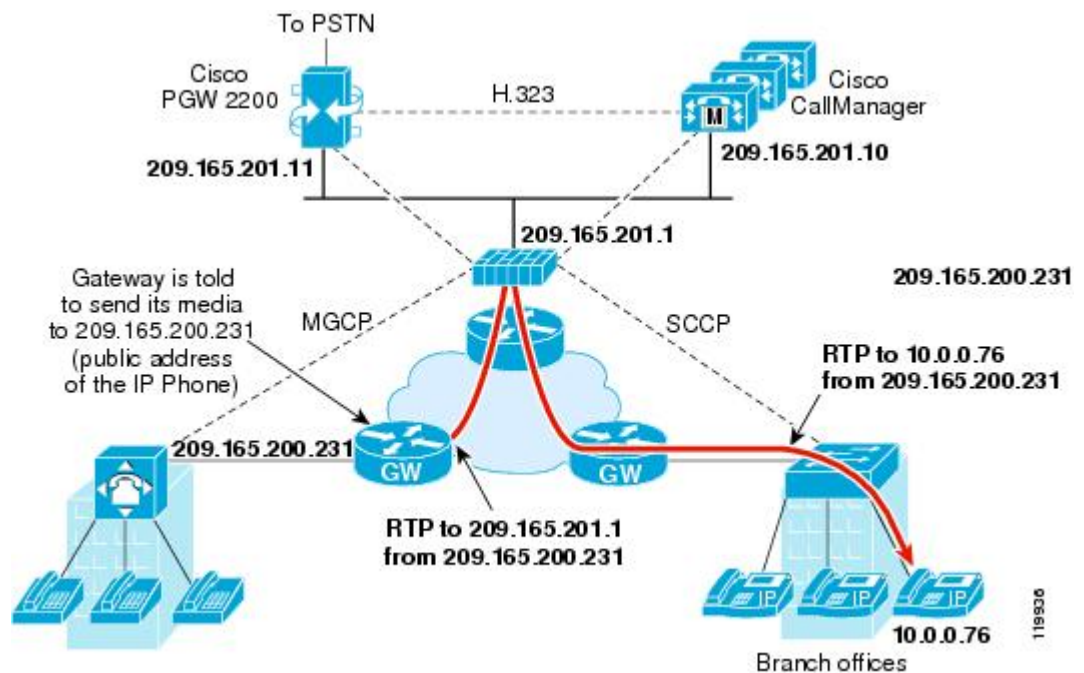 To PSTN
Cisco
PGW 2200
H.323
Cisco
CallManager
M
209.165.201.11
209.165.201.10
209.165.201.1
Gateway is told
to send its media
to 209.165.200.231
(public address
of the IP Phone)
MGCP
SCCP
209.165.200.231
RTP to 10.0.0.76
from 209.165.200.231
209.165.200.231
GW
GW
RTP to 209.165.201.1
from 209.165.200.231
IP
IP
IP
10.0.0.76
Branch offices
119936